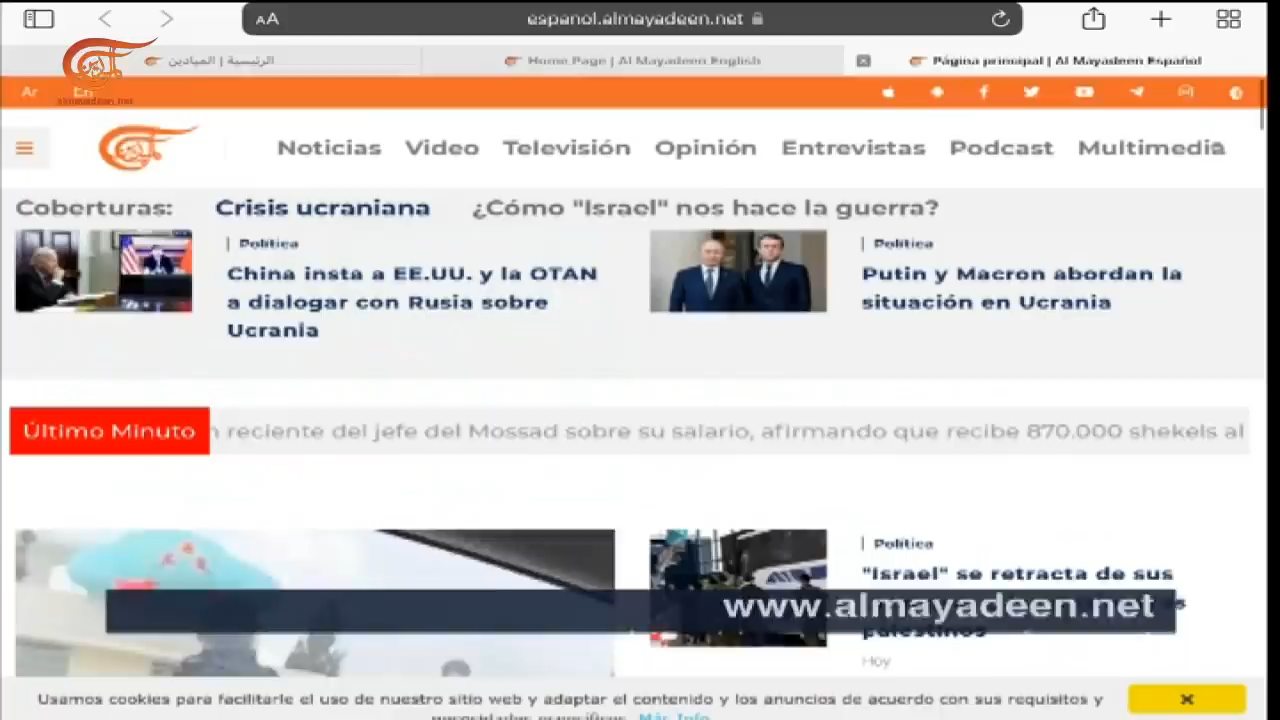 AA
espanol.almayadeen.net
الرئيسية | الميادين
Home Page | Al Mayadeen English
Página principal | Al Mayadeen Español
Ar En
almayadeen.net
Noticias Video Televisión Opinión Entrevistas Podcast Multimedia
Coberturas: Crisis ucraniana ¿Cómo "Israel" nos hace la guerra?
| Política
China insta a EE.UU. y la OTAN
a dialogar con Rusia sobre
Ucrania
| Política
Putin y Macron abordan la
situación en Ucrania
Último Minuto
reciente del jefe del Mossad sobre su salario, afirmando que recibe 870.000 shekels al
| Política
"Israel" se retracta de sus
palestinos
Hoy
www.almayadeen.net
Usamos cookies para facilitarle el uso de nuestro sitio web y adaptar el contenido y los anuncios de acuerdo con sus requisitos y
Más Info